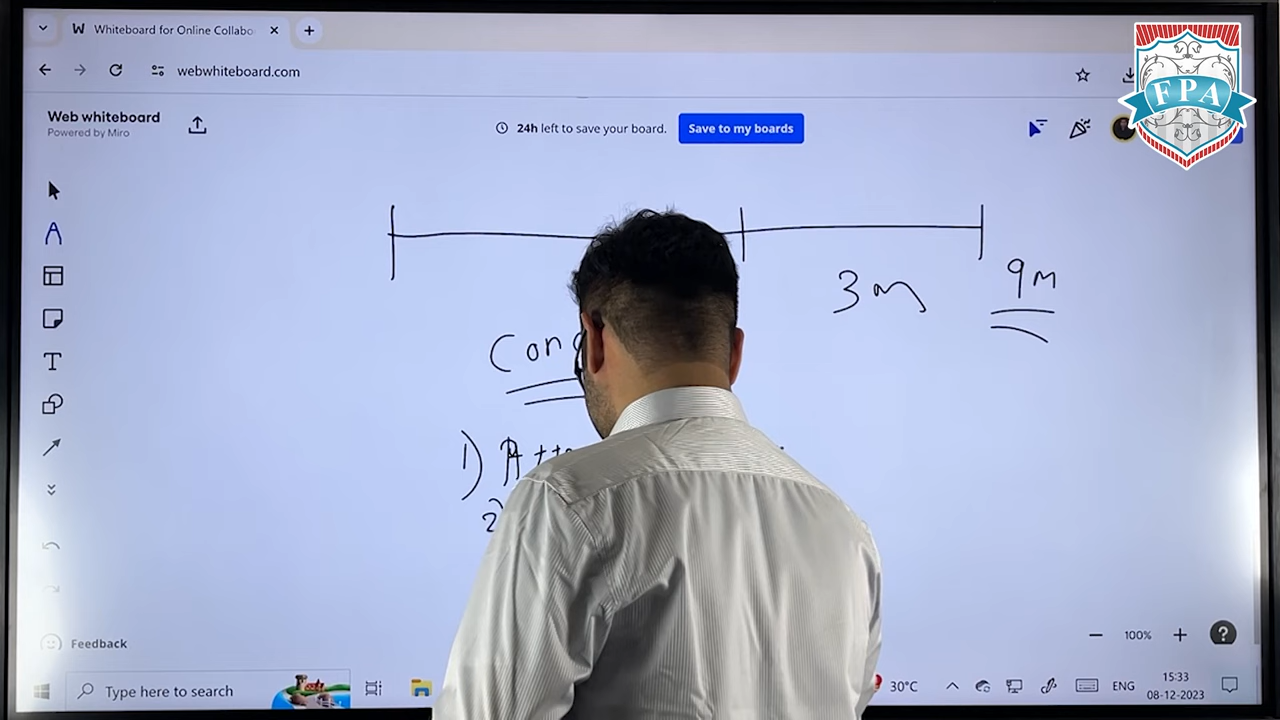 W Whiteboard for Online Collabo
webwhiteboard.com
FPA
Web whiteboard
Powered by Miro
24h left to save your board.
Save to my boards
3m
9m
Con
1) Atte
2)
T
Feedback
100%
?
Type here to search
30°C
ENG
15:33
08-12-2023